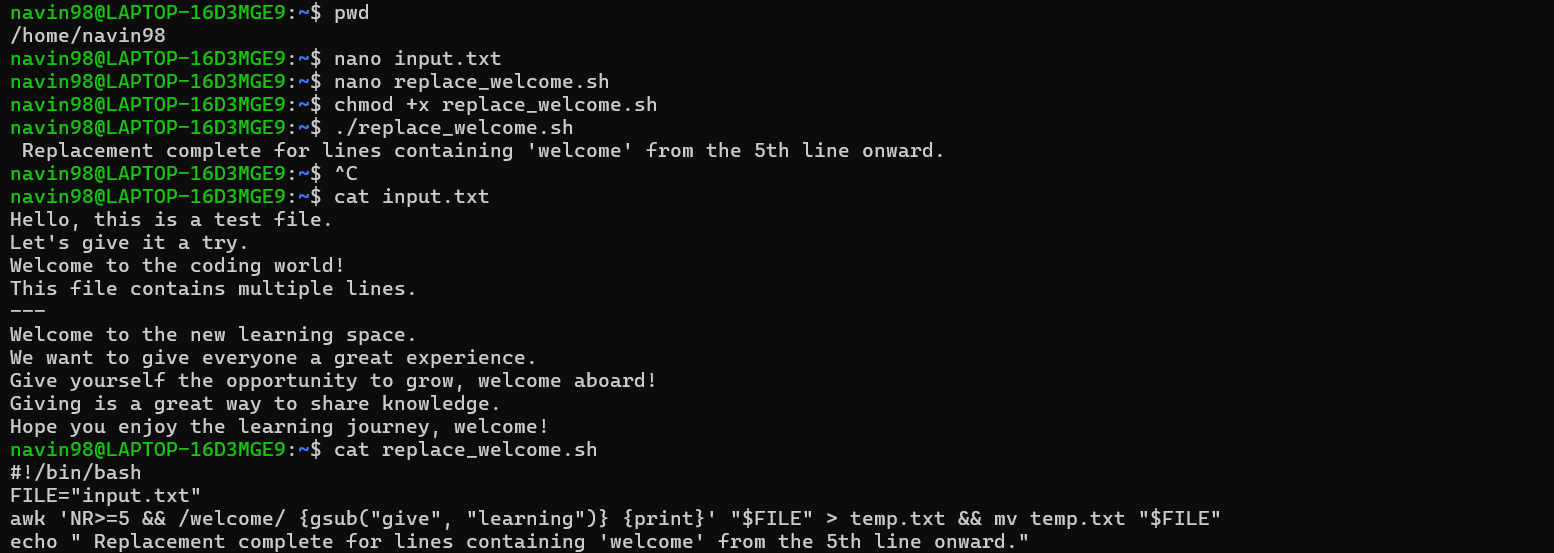 navin98@LAPTOP-16D3MGE9:~$ pwd
/home/navin98
navin98@LAPTOP-16D3MGE9:~$ nano input.txt
navin98@LAPTOP-16D3MGE9:~$ nano replace_welcome.sh
navin98@LAPTOP-16D3MGE9:~$ chmod +x replace_welcome.sh
navin98@LAPTOP-16D3MGE9:~$ ./replace_welcome.sh
 Replacement complete for lines containing 'welcome' from the 5th line onward.
navin98@LAPTOP-16D3MGE9:~$ ^C
navin98@LAPTOP-16D3MGE9:~$ cat input.txt
Hello, this is a test file.
Let's give it a try.
Welcome to the coding world!
This file contains multiple lines.
---
Welcome to the new learning space.
We want to give everyone a great experience.
Give yourself the opportunity to grow, welcome aboard!
Giving is a great way to share knowledge.
Hope you enjoy the learning journey, welcome!
navin98@LAPTOP-16D3MGE9:~$ cat replace_welcome.sh
#!/bin/bash
FILE="input.txt"
awk 'NR>=5 && /welcome/ {gsub("give", "learning")} {print}' "$FILE" > temp.txt && mv temp.txt "$FILE"
echo " Replacement complete for lines containing 'welcome' from the 5th line onward."